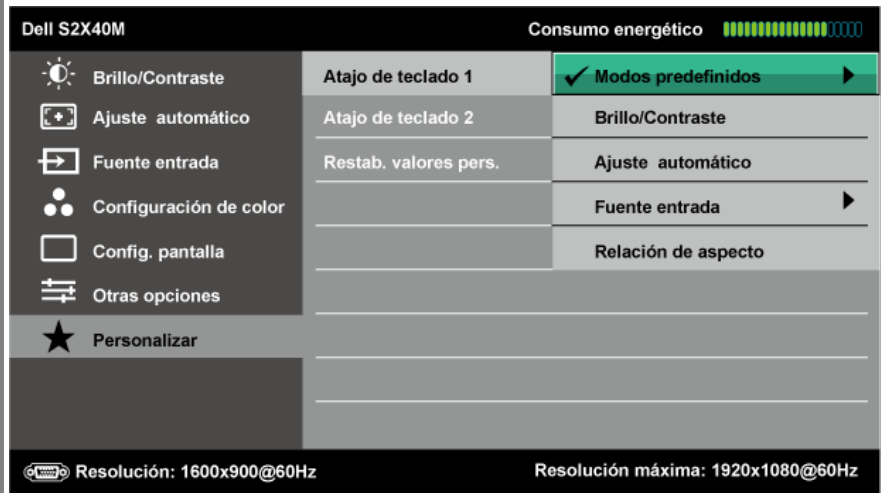 Dell S2X40M Consumo energético
Brillo/Contraste Atajo de teclado 1 Modos predefinidos
Ajuste automático Atajo de teclado 2 Brillo/Contraste
Fuente entrada Restab. valores pers. Ajuste automático
Configuración de color Fuente entrada
Config. pantalla Relación de aspecto
Otras opciones
Personalizar
Resolución: 1600x900@60Hz Resolución máxima: 1920x1080@60Hz